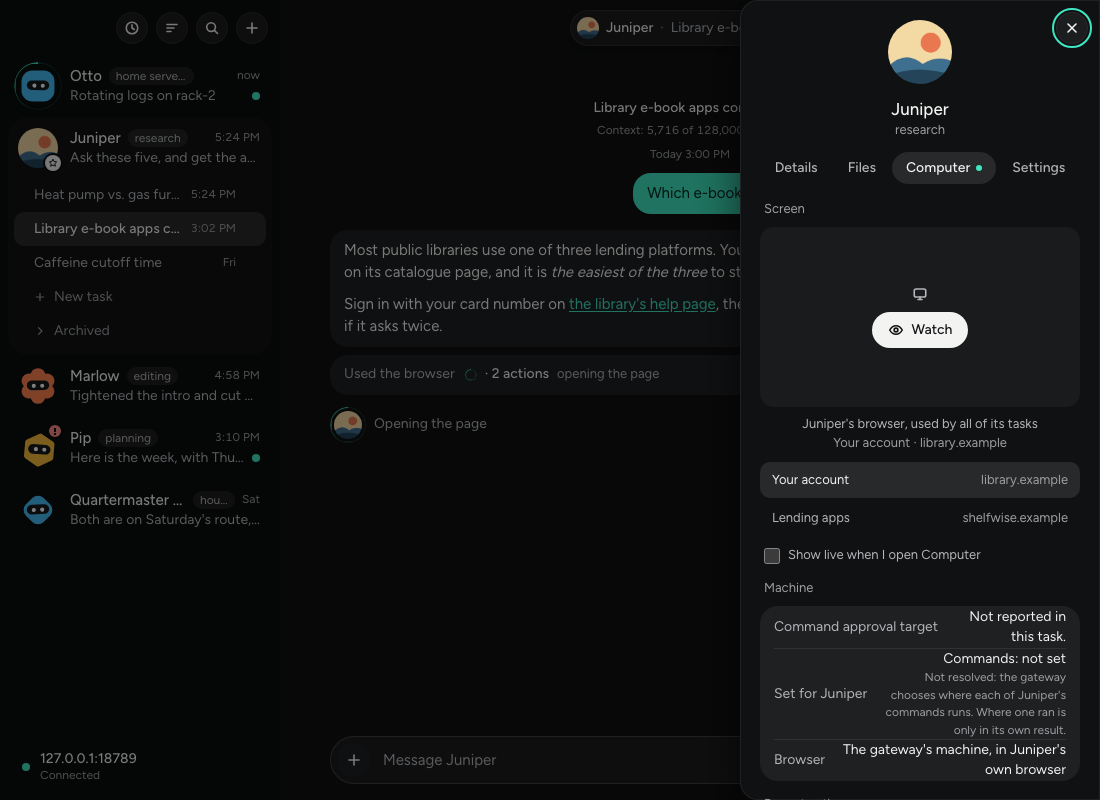 Otto home serve... now
Rotating logs on rack-2
Juniper research 5:24 PM
Ask these five, and get the a...
Heat pump vs. gas fur... 5:24 PM
Library e-book apps c... 3:02 PM
Caffeine cutoff time Fri
+ New task
Archived
Marlow editing 4:58 PM
Tightened the intro and cut ...
Pip planning 3:10 PM
Here is the week, with Thu...
Quartermaster ... hou... Sat
Both are on Saturday's route,...
127.0.0.1:18789
Connected
Juniper · Library e-b
Library e-book apps co
Context: 5,716 of 128,000
Today 3:00 PM
Which e-book
Most public libraries use one of three lending platforms. You
on its catalogue page, and it is the easiest of the three to st
Sign in with your card number on the library's help page, the
if it asks twice.
Used the browser · 2 actions opening the page
Opening the page
Message Juniper
Juniper
research
Details Files Computer Settings
Screen
Watch
Juniper's browser, used by all of its tasks
Your account · library.example
Your account library.example
Lending apps shelfwise.example
Show live when I open Computer
Machine
Command approval target Not reported in
this task.
Set for Juniper Commands: not set
Not resolved: the gateway
chooses where each of Juniper's
commands runs. Where one ran is
only in its own result.
Browser The gateway's machine, in Juniper's
own browser